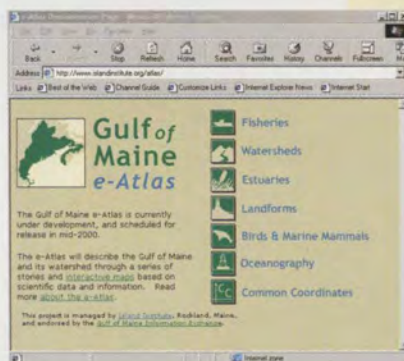 e-Atlas
Back
Stop
Refresh
Home
Search
Favorites
History
Channels
Fullscreen
Address
http://www.islandinstitute.org/atlas/
Links
Best of the Web
Channel Guide
Customize Links
Internet Explorer News
Internet Start
Gulf of
Maine
e-Atlas
The Gulf of Maine e-Atlas is currently
under development, and scheduled for
release in mid-2000.
The e-Atlas will describe the Gulf of Maine
and its watershed through a series of
stories and interactive maps based on
scientific data and information. Read
more about the e-Atlas.
This project is managed by Island Institute, Rockland, Maine,
and endorsed by the Gulf of Maine Information Exchange.
Fisheries
Watersheds
Estuaries
Landforms
Birds & Marine Mammals
Oceanography
Common Coordinates
Internet zone